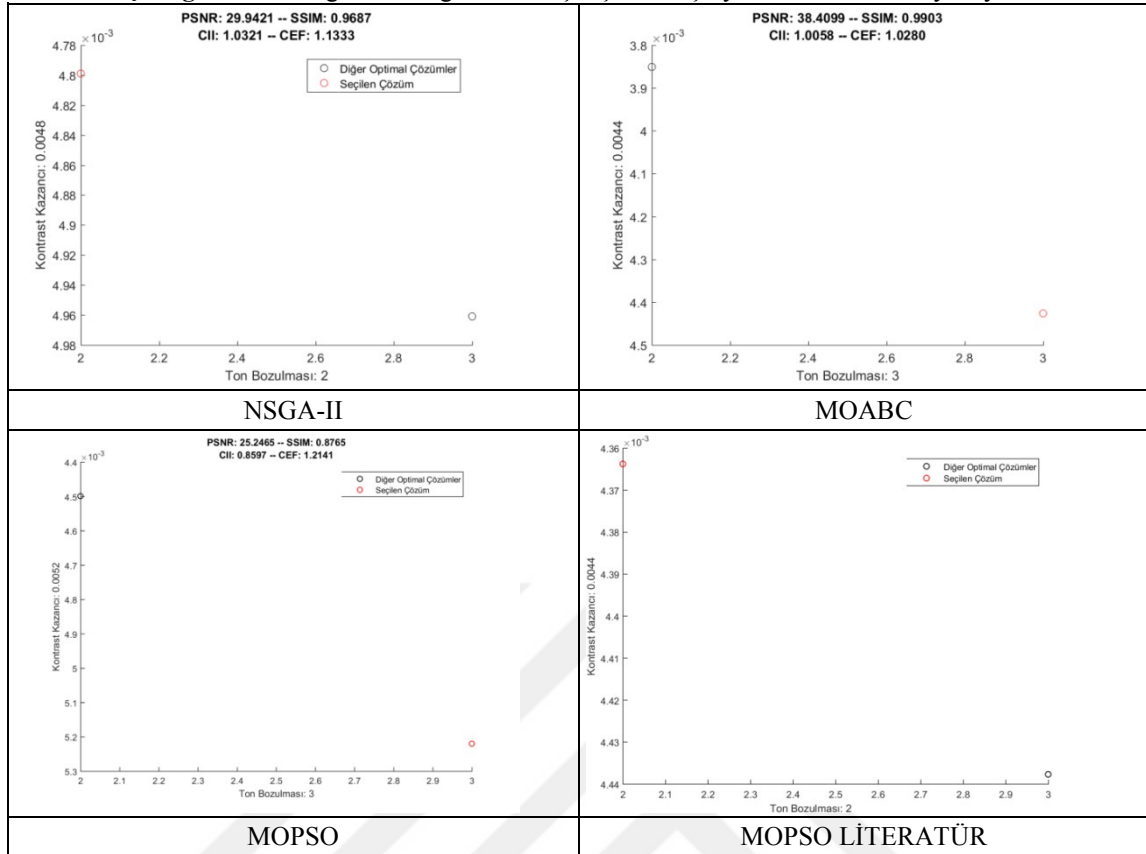 PSNR: 29.9421 -- SSIM: 0.9687
CII: 1.0321 -- CEF: 1.1333
×10-3
4.78
4.8
4.82
4.84
4.86
4.88
4.9
4.92
4.94
4.96
4.98
Kontrast Kazancı: 0.0048
Diğer Optimal Çözümler
Seçilen Çözüm
2 2.2 2.4 2.6 2.8 3
Ton Bozulması: 2
PSNR: 38.4099 -- SSIM: 0.9903
CII: 1.0058 -- CEF: 1.0280
×10-3
3.8
3.9
4
4.1
4.2
4.3
4.4
4.5
Kontrast Kazancı: 0.0044
2 2.2 2.4 2.6 2.8 3
Ton Bozulması: 3
NSGA-II
MOABC
PSNR: 25.2465 -- SSIM: 0.8765
CII: 0.8597 -- CEF: 1.2141
×10-3
4.4
4.5
4.6
4.7
4.8
4.9
5
5.1
5.2
5.3
Kontrast Kazancı: 0.0052
Diğer Optimal Çözümler
Seçilen Çözüm
2 2.1 2.2 2.3 2.4 2.5 2.6 2.7 2.8 2.9 3
Ton Bozulması: 3
×10-3
4.36
4.37
4.38
4.39
4.4
4.41
4.42
4.43
4.44
Kontrast Kazancı: 0.0044
Diğer Optimal Çözümler
Seçilen Çözüm
2 2.1 2.2 2.3 2.4 2.5 2.6 2.7 2.8 2.9 3
Ton Bozulması: 2
MOPSO
MOPSO LİTERATÜR